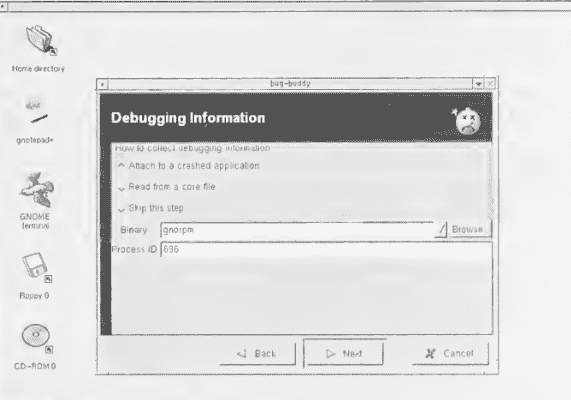 bug-buddy
Home directory
Debugging Information
How to collect debugging information
Attach to a crashed application
gnotepad+
Read from a core file
Skip this step
GNOME
terminal
Binary gnorpm Browse...
Process ID 696
Floppy 0
Back Next Cancel
CD-ROM 0